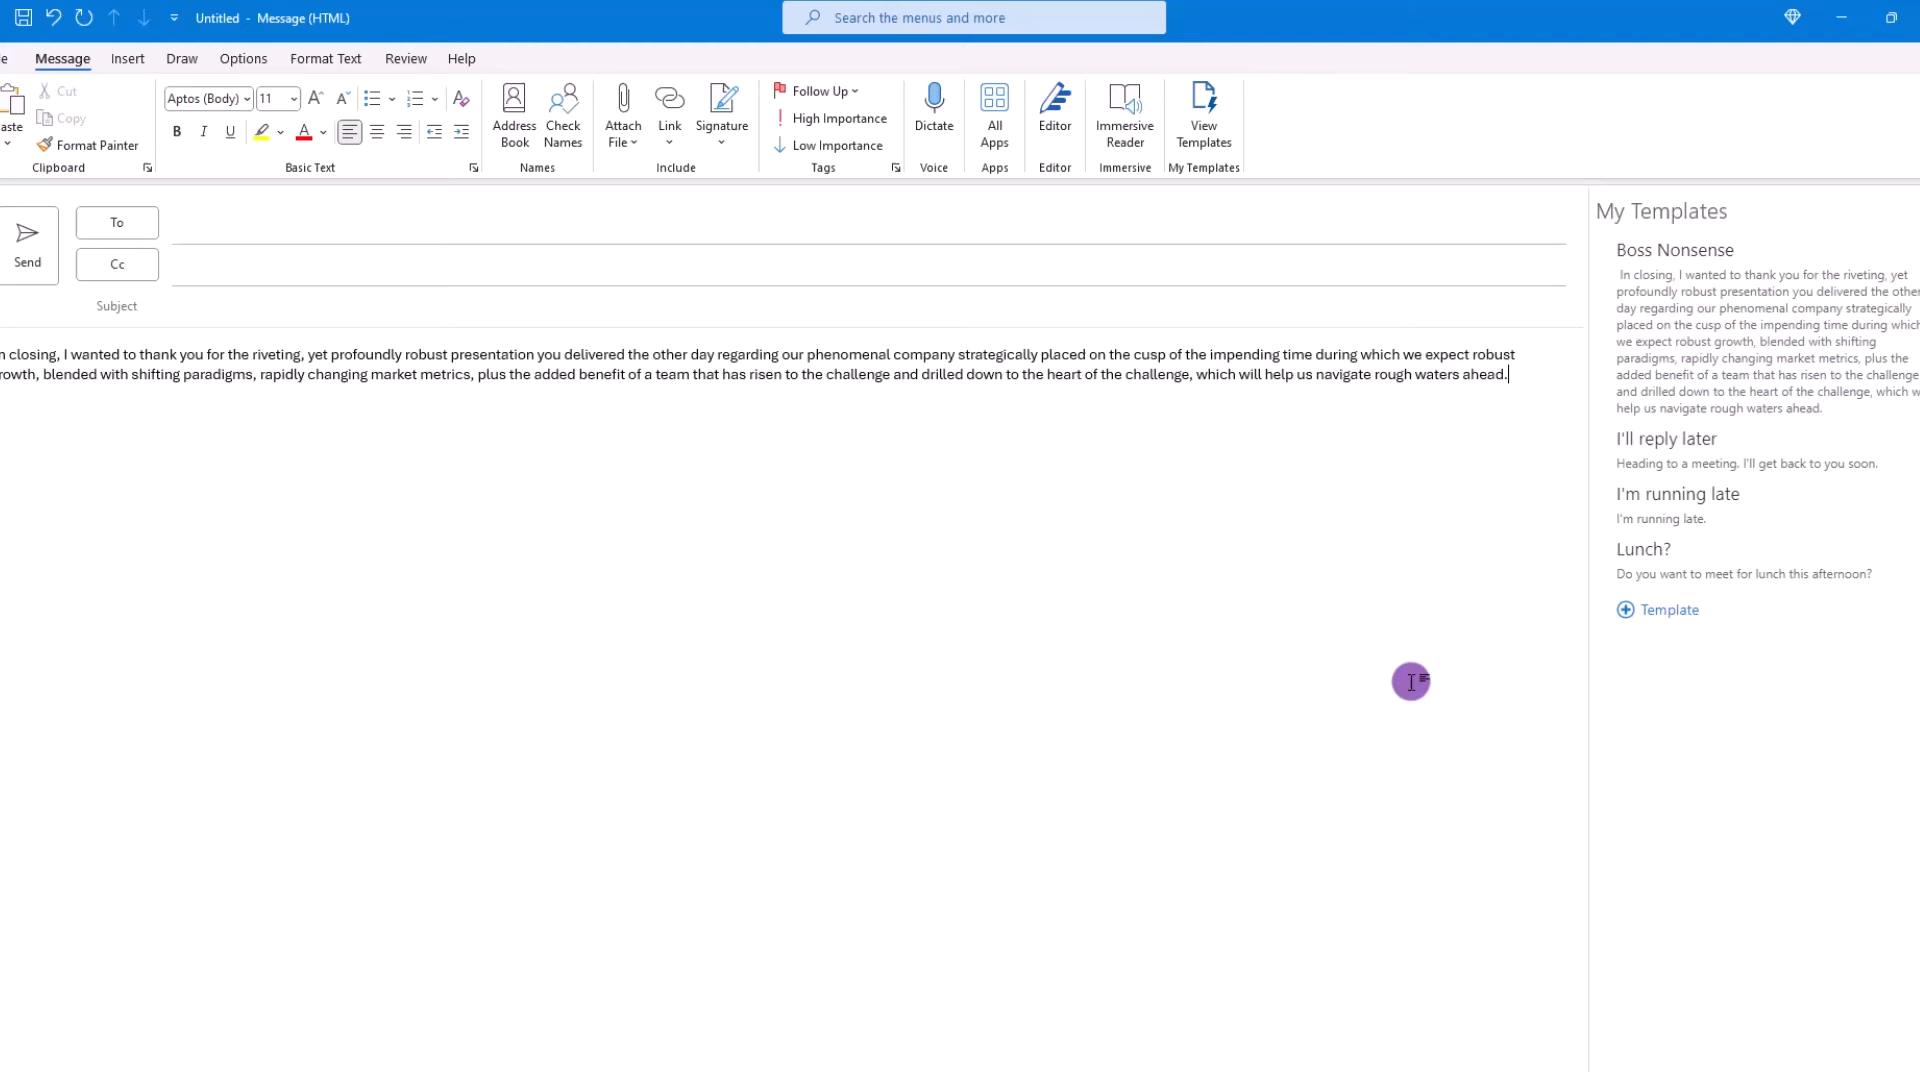 Untitled - Message (HTML)
Search the menus and more
Message Insert Draw Options Format Text Review Help
Cut
Copy
Format Painter
Clipboard
Aptos (Body) 11
B I U
Basic Text
Address Book
Check Names
Names
Attach File
Link
Signature
Include
Follow Up
High Importance
Low Importance
Tags
Dictate
Voice
All Apps
Apps
Editor
Editor
Immersive Reader
Immersive
View Templates
My Templates
Send
To
Cc
Subject
closing, I wanted to thank you for the riveting, yet profoundly robust presentation you delivered the other day regarding our phenomenal company strategically placed on the cusp of the impending time during which we expect robust
rowth, blended with shifting paradigms, rapidly changing market metrics, plus the added benefit of a team that has risen to the challenge and drilled down to the heart of the challenge, which will help us navigate rough waters ahead.
My Templates
Boss Nonsense
In closing, I wanted to thank you for the riveting, yet
profoundly robust presentation you delivered the other
day regarding our phenomenal company strategically
placed on the cusp of the impending time during which
we expect robust growth, blended with shifting
paradigms, rapidly changing market metrics, plus the
added benefit of a team that has risen to the challenge
and drilled down to the heart of the challenge, which w
help us navigate rough waters ahead.
I'll reply later
Heading to a meeting. I'll get back to you soon.
I'm running late
I'm running late.
Lunch?
Do you want to meet for lunch this afternoon?
Template